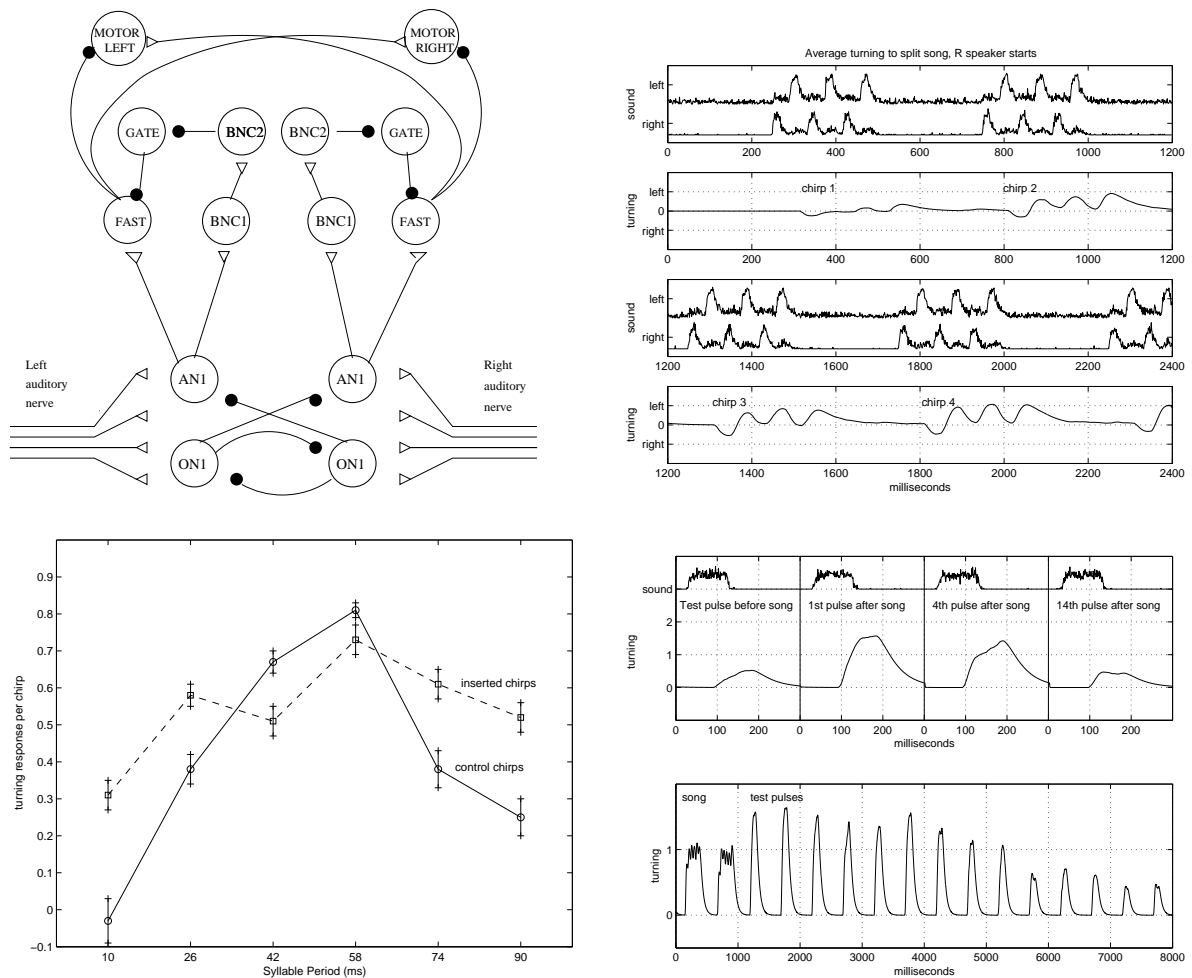 MOTOR
LEFT
MOTOR
RIGHT
GATE
BNC2
BNC2
GATE
FAST
BNC1
BNC1
FAST
AN1
AN1
Left
auditory
nerve
Right
auditory
nerve
ON1
ON1
Average turning to split song, R speaker starts
sound
left
right
0 200 400 600 800 1000 1200
turning
left
0
right
chirp 1
chirp 2
0 200 400 600 800 1000 1200
sound
left
right
1200 1400 1600 1800 2000 2200 2400
turning
left
0
right
chirp 3
chirp 4
1200 1400 1600 1800 2000 2200 2400
milliseconds
turning response per chirp
0.9
0.8
0.7
0.6
0.5
0.4
0.3
0.2
0.1
0
−0.1
inserted chirps
control chirps
10 26 42 58 74 90
Syllable Period (ms)
sound
Test pulse before song
1st pulse after song
4th pulse after song
14th pulse after song
turning
2
1
0
0 100 200 0 100 200 0 100 200 0 100 200
milliseconds
song
test pulses
turning
1
0
0 1000 2000 3000 4000 5000 6000 7000 8000
milliseconds